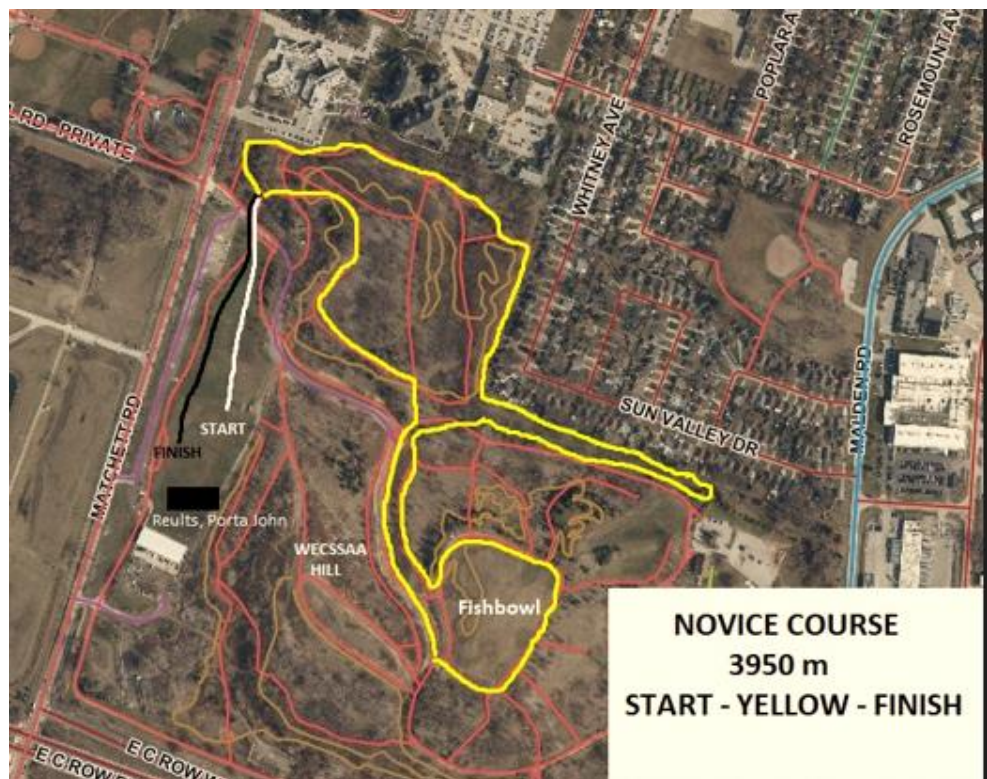 L RD - PRIVATE
WHITNEY AVE
POPLAR A
ROSEMOUNT AV
MATCHETT RD
START
FINISH
Reults, Porta John
WECSSAA
HILL
Fishbowl
SUN VALLEY DR
MALDEN RD
E C ROW W
E C ROW E
NOVICE COURSE
3950 m
START - YELLOW - FINISH